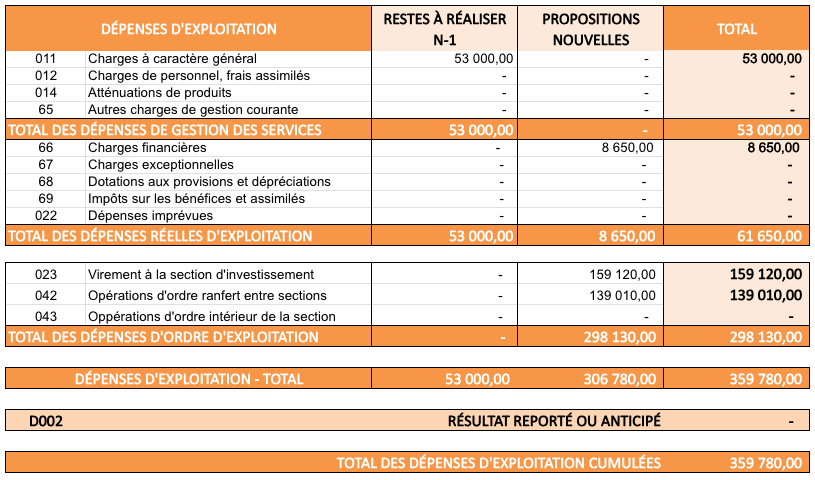 DÉPENSES D'EXPLOITATION RESTES À RÉALISER N-1 PROPOSITIONS NOUVELLES TOTAL
011 Charges à caractère général 53 000,00 - 53 000,00
012 Charges de personnel, frais assimilés - - -
014 Atténuations de produits - - -
65 Autres charges de gestion courante - - -
TOTAL DES DÉPENSES DE GESTION DES SERVICES 53 000,00 - 53 000,00
66 Charges financières - 8 650,00 8 650,00
67 Charges exceptionnelles - - -
68 Dotations aux provisions et dépréciations - - -
69 Impôts sur les bénéfices et assimilés - - -
022 Dépenses imprévues - - -
TOTAL DES DÉPENSES RÉELLES D'EXPLOITATION 53 000,00 8 650,00 61 650,00
023 Virement à la section d'investissement - 159 120,00 159 120,00
042 Opérations d'ordre ranfert entre sections - 139 010,00 139 010,00
043 Oppérations d'ordre intérieur de la section - - -
TOTAL DES DÉPENSES D'ORDRE D'EXPLOITATION - 298 130,00 298 130,00
DÉPENSES D'EXPLOITATION - TOTAL 53 000,00 306 780,00 359 780,00
D002 RÉSULTAT REPORTÉ OU ANTICIPÉ -
TOTAL DES DÉPENSES D'EXPLOITATION CUMULÉES 359 780,00